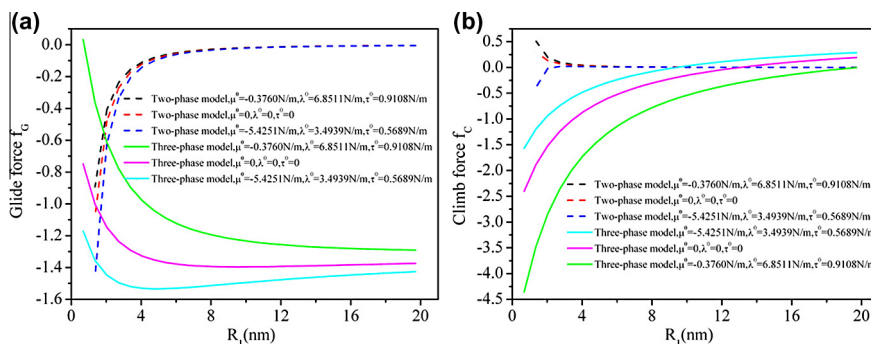 (a)
0.0
-0.2
-0.4
-0.6
-0.8
-1.0
-1.2
-1.4
-1.6
Glide force f_G
Two-phase model,μ°=-0.3760N/m,λ°=6.8511N/m,τ°=0.9108N/m
Two-phase model,μ°=0,λ°=0,τ°=0
Two-phase model,μ°=-5.4251N/m,λ°=3.4939N/m,τ°=0.5689N/m
Three-phase model,μ°=-0.3760N/m,λ°=6.8511N/m,τ°=0.9108N/m
Three-phase model,μ°=0,λ°=0,τ°=0
Three-phase model,μ°=-5.4251N/m,λ°=3.4939N/m,τ°=0.5689N/m
0 4 8 12 16 20
R_1(nm)
(b)
0.5
0.0
-0.5
-1.0
-1.5
-2.0
-2.5
-3.0
-3.5
-4.0
-4.5
Climb force f_C
Two-phase model,μ°=-0.3760N/m,λ°=6.8511N/m,τ°=0.9108N/m
Two-phase model,μ°=0,λ°=0,τ°=0
Two-phase model,μ°=-5.4251N/m,λ°=3.4939N/m,τ°=0.5689N/m
Three-phase model,μ°=-5.4251N/m,λ°=3.4939N/m,τ°=0.5689N/m
Three-phase model,μ°=0,λ°=0,τ°=0
Three-phase model,μ°=-0.3760N/m,λ°=6.8511N/m,τ°=0.9108N/m
0 4 8 12 16 20
R_1(nm)